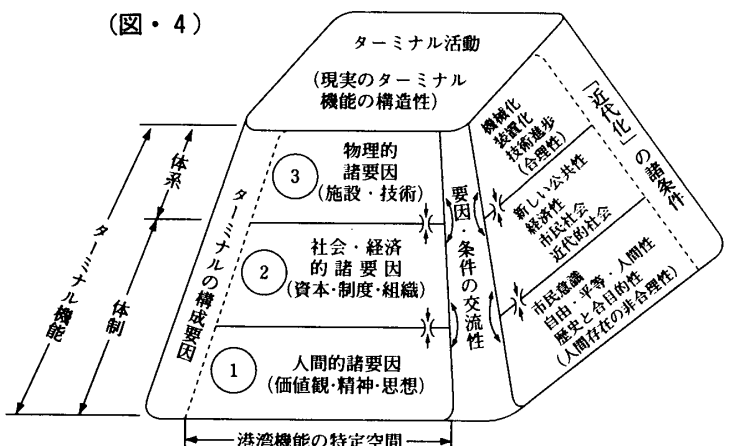 (図・4)
ターミナル活動
(現実のターミナル
機能の構造性)
体系
ターミナル機能
体制
ターミナルの構成要因
3
物理的
諸要因
(施設・技術)
2
社会・経済
的諸要因
(資本・制度・組織)
1
人間的諸要因
(価値観・精神・思想)
要因・条件の交流性
機械化
装置化
技術進歩
(合理性)
新しい公共性
経済性
市民社会
近代的社会
市民意識
自由・平等・人間性
歴史と合目的性
(人間存在の非合理性)
「近代化」の諸条件
港湾機能の特定空間